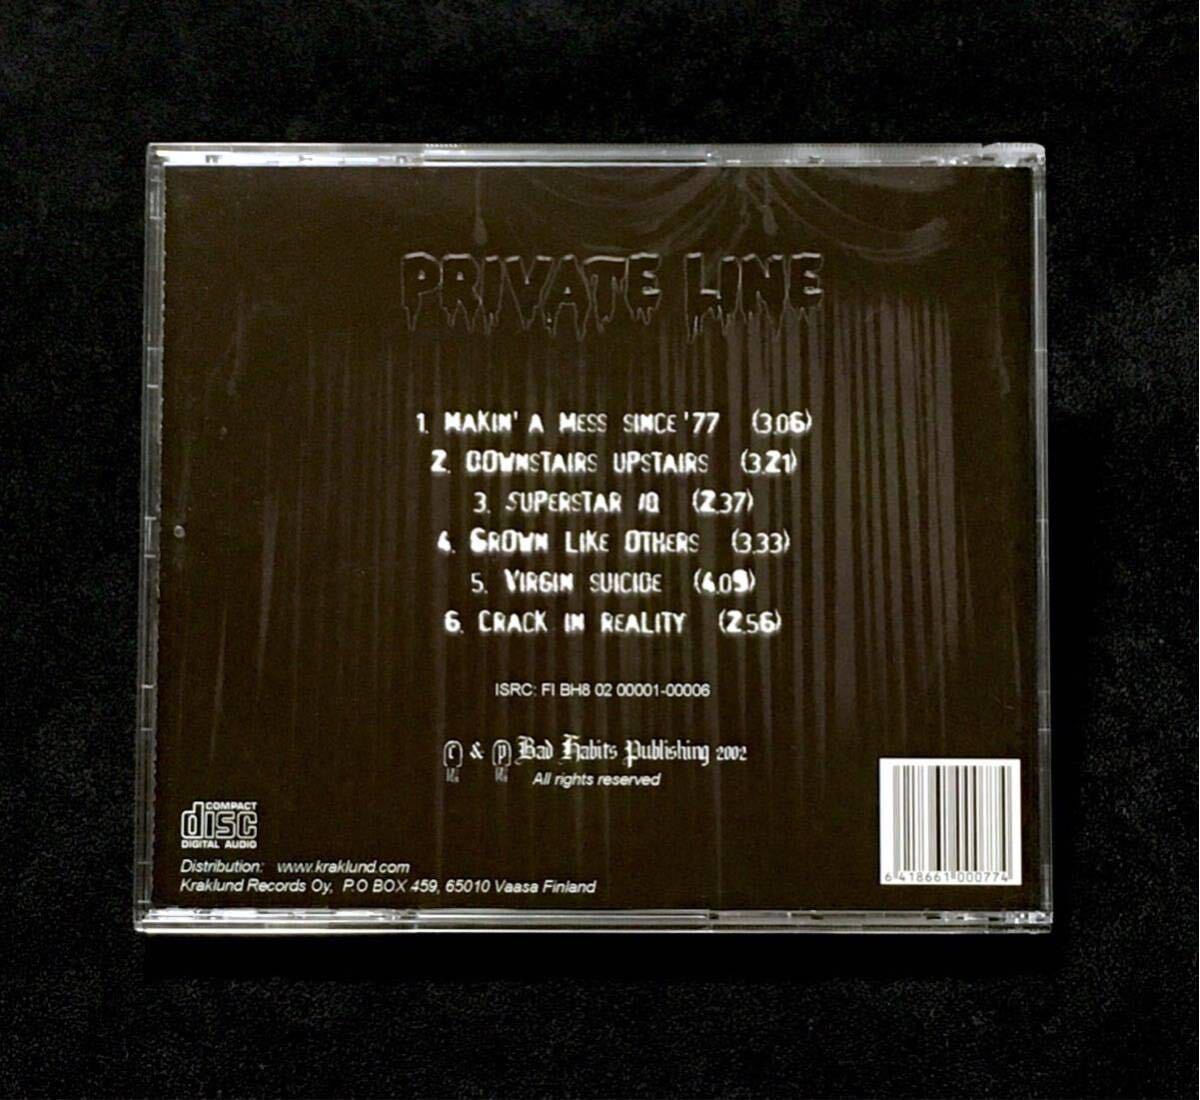 PRIVATE LINE
1. MAKIN' A MESS SINCE '77 (3.06)
2. DOWNSTAIRS UPSTAIRS (3.21)
3. SUPERSTAR IQ (2.37)
4. GROWN LIKE OTHERS (3.33)
5. VIRGIN SUICIDE (4.09)
6. CRACK IN REALITY (2.56)
ISRC: FI BH8 02 00001-00006
(c) & (p) Bad Habits Publishing 2002
All rights reserved
COMPACT
disc
DIGITAL AUDIO
Distribution: www.kraklund.com
Kraklund Records Oy, P.O BOX 459, 65010 Vaasa Finland
6 418661 000774